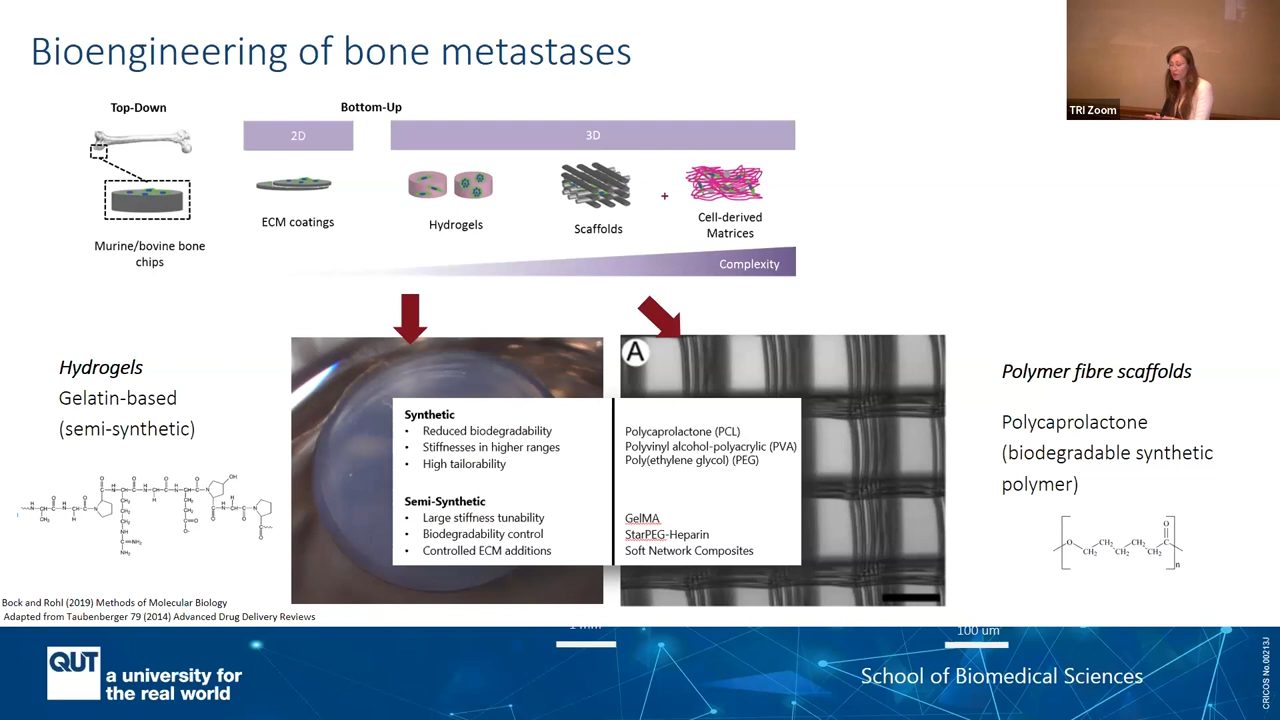 Bioengineering of bone metastases
TRI Zoom
Top-Down
Bottom-Up
2D
3D
Murine/bovine bone
chips
ECM coatings
Hydrogels
Scaffolds
+
Cell-derived
Matrices
Complexity
Hydrogels
Gelatin-based
(semi-synthetic)
A
Synthetic
• Reduced biodegradability
• Stiffnesses in higher ranges
• High tailorability
Polycaprolactone (PCL)
Polyvinyl alcohol-polyacrylic (PVA)
Poly(ethylene glycol) (PEG)
Semi-Synthetic
• Large stiffness tunability
• Biodegradability control
• Controlled ECM additions
GelMA
StarPEG-Heparin
Soft Network Composites
Polymer fibre scaffolds
Polycaprolactone
(biodegradable synthetic
polymer)
Bock and Rohl (2019) Methods of Molecular Biology
Adapted from Taubenberger 79 (2014) Advanced Drug Delivery Reviews
1 mm
100 um
QUT
a university for
the real world
School of Biomedical Sciences
CRICOS No.00213J